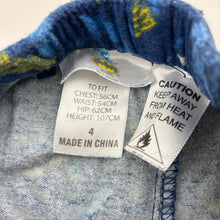 TO FIT
CHEST: 56CM
WAIST: 54CM
HIP: 62CM
HEIGHT: 107CM
4
MADE IN CHINA
CAUTION
KEEP AWAY
FROM HEAT
AND FLAME